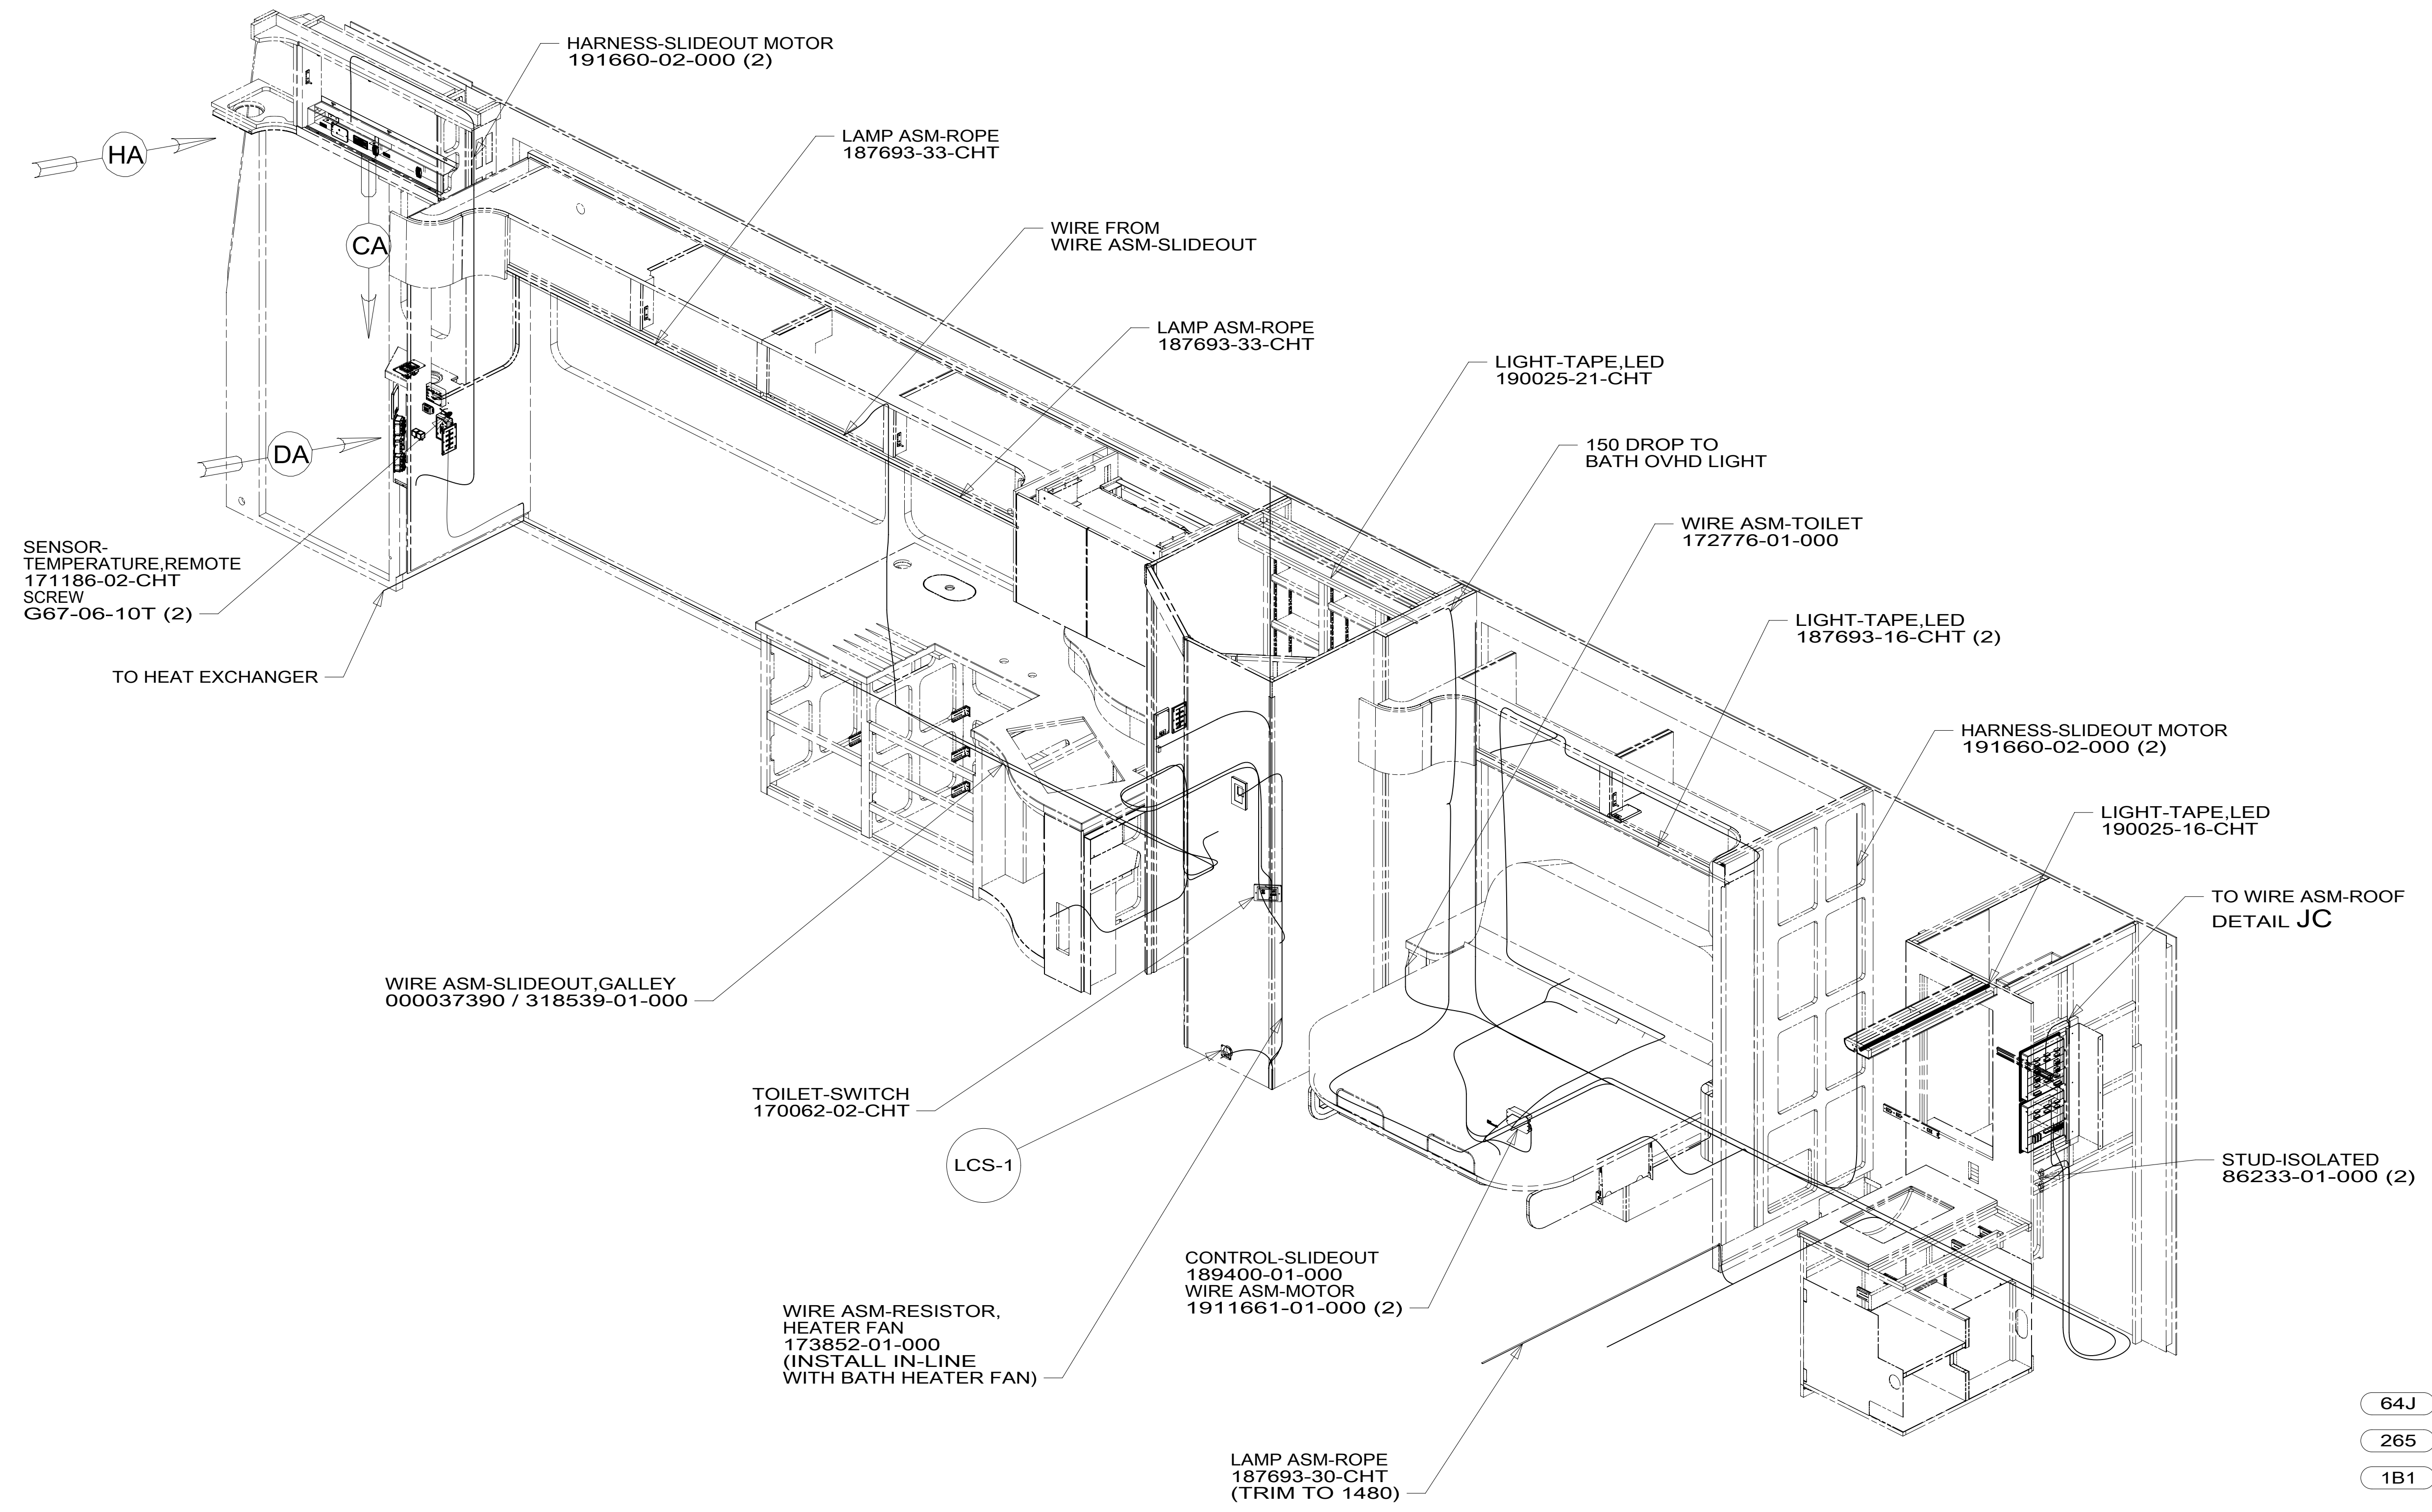 HARNESS-SLIDEOUT MOTOR
191660-02-000 (2)
HA
LAMP ASM-ROPE
187693-33-CHT
WIRE FROM
WIRE ASM-SLIDEOUT
CA
LAMP ASM-ROPE
187693-33-CHT
LIGHT-TAPE,LED
190025-21-CHT
150 DROP TO
BATH OVHD LIGHT
DA
WIRE ASM-TOILET
172776-01-000
SENSOR-
TEMPERATURE,REMOTE
171186-02-CHT
SCREW
G67-06-10T (2)
LIGHT-TAPE,LED
187693-16-CHT (2)
TO HEAT EXCHANGER
HARNESS-SLIDEOUT MOTOR
191660-02-000 (2)
LIGHT-TAPE,LED
190025-16-CHT
TO WIRE ASM-ROOF
DETAIL JC
WIRE ASM-SLIDEOUT,GALLEY
000037390 / 318539-01-000
TOILET-SWITCH
170062-02-CHT
LCS-1
STUD-ISOLATED
86233-01-000 (2)
CONTROL-SLIDEOUT
189400-01-000
WIRE ASM-MOTOR
1911661-01-000 (2)
WIRE ASM-RESISTOR,
HEATER FAN
173852-01-000
(INSTALL IN-LINE
WITH BATH HEATER FAN)
LAMP ASM-ROPE
187693-30-CHT
(TRIM TO 1480)
64J
265
1B1